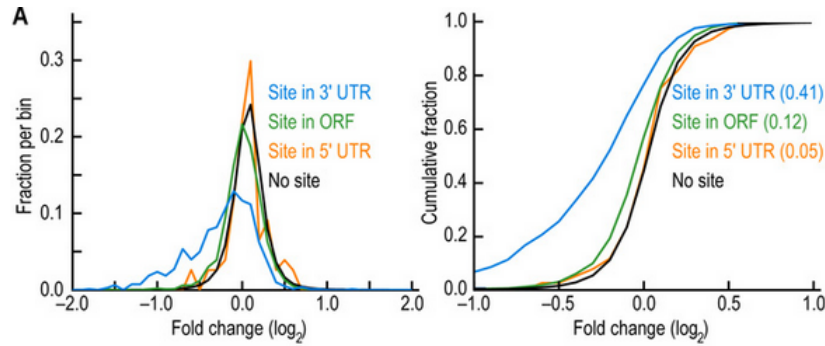 A
Fraction per bin
0.3
0.2
0.1
0.0
Site in 3' UTR
Site in ORF
Site in 5' UTR
No site
–2.0
–1.0
0.0
1.0
2.0
Fold change (log2)
Cumulative fraction
1.0
0.8
0.6
0.4
0.2
0.0
Site in 3' UTR (0.41)
Site in ORF (0.12)
Site in 5' UTR (0.05)
No site
–1.0
–0.5
0.0
0.5
1.0
Fold change (log2)